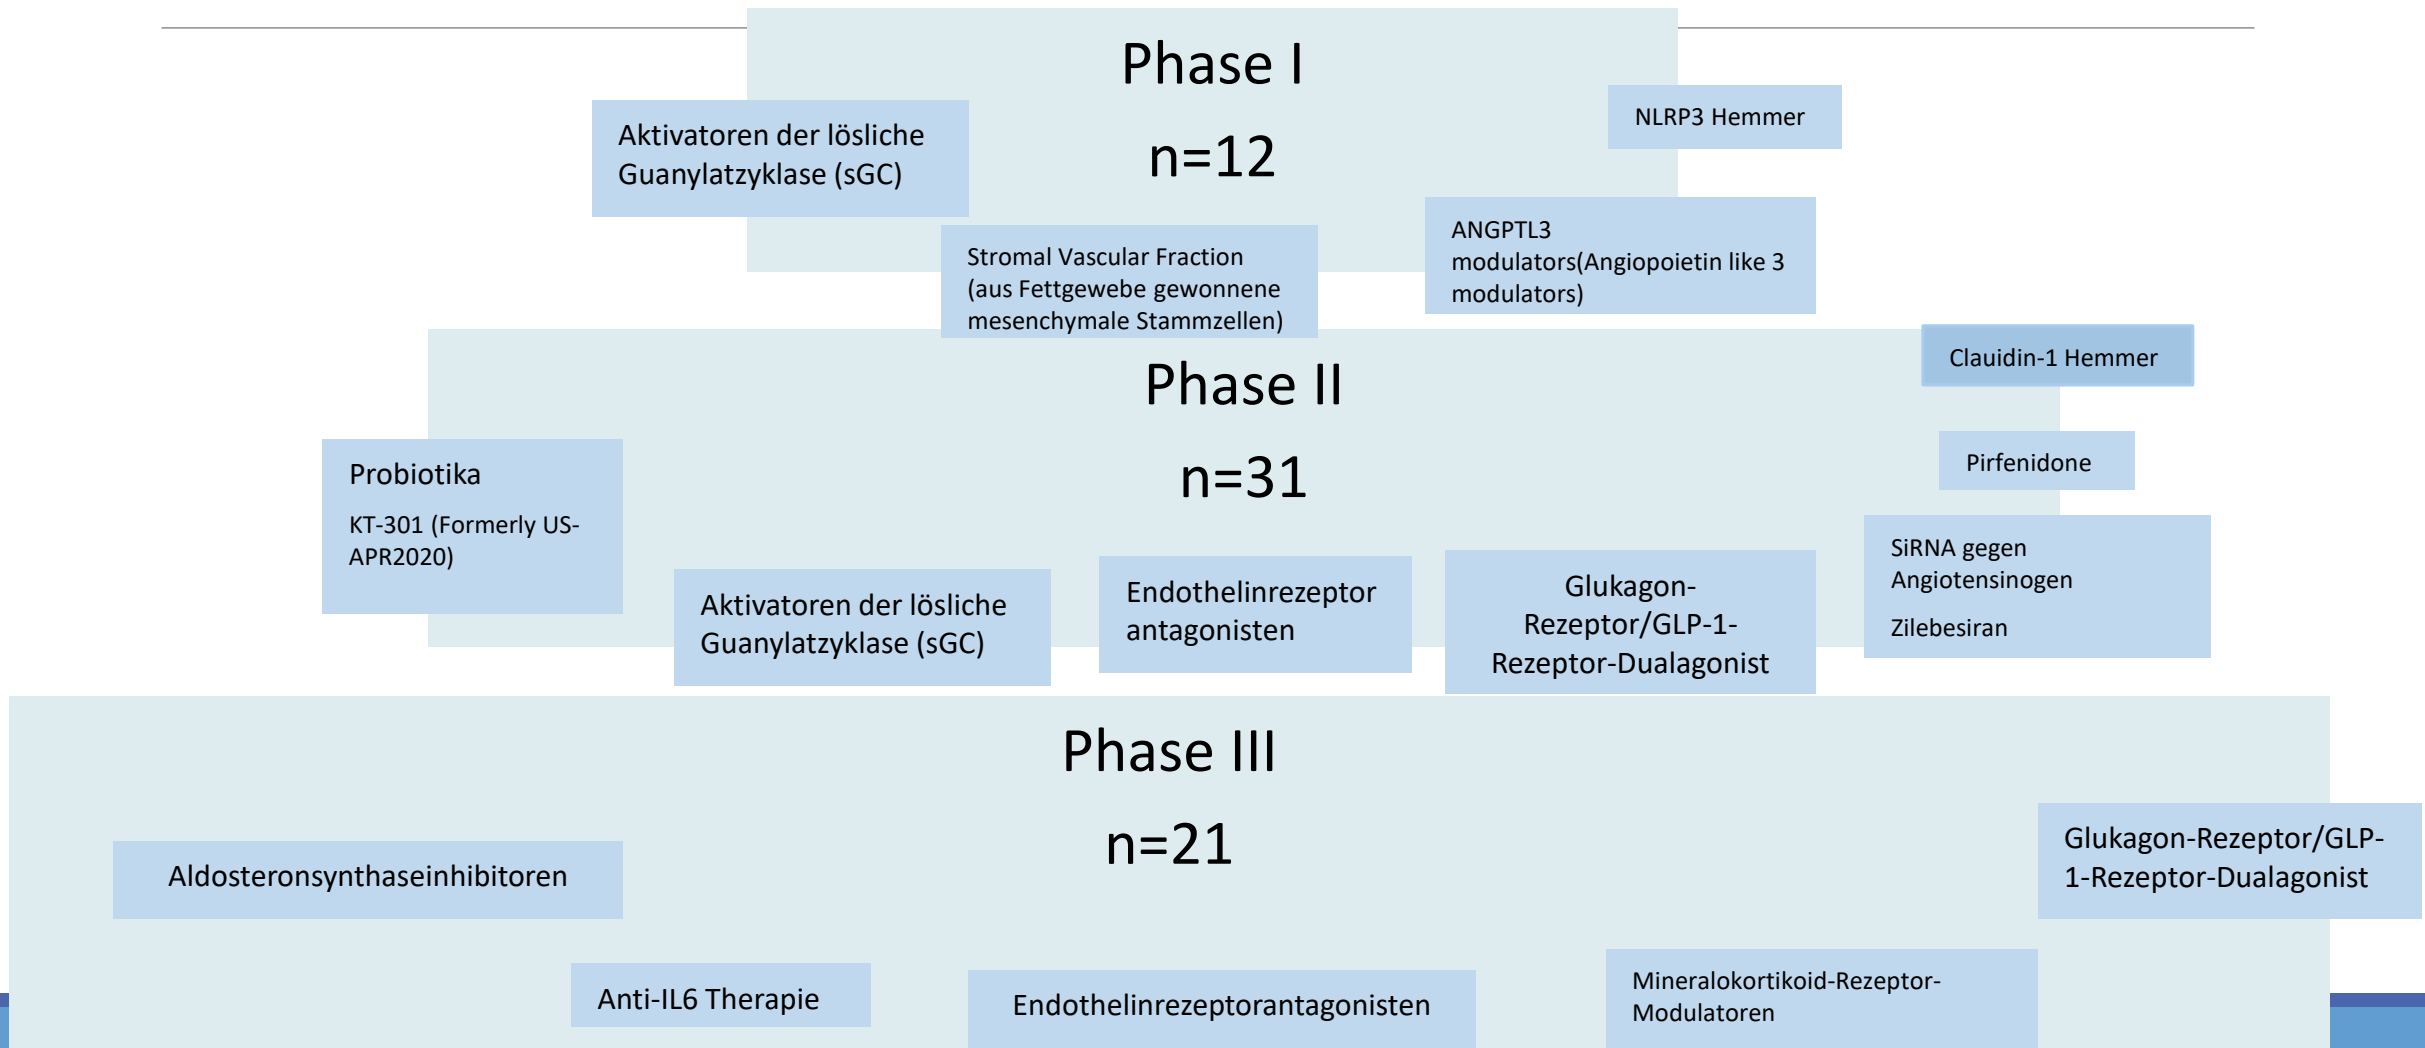 Phase I
n=12
Aktivatoren der lösliche
Guanylatzyklase (sGC)
NLRP3 Hemmer
Stromal Vascular Fraction
(aus Fettgewebe gewonnene
mesenchymale Stammzellen)
ANGPTL3
modulators(Angiopoietin like 3
modulators)
Phase II
n=31
Clauidin-1 Hemmer
Pirfenidone
Probiotika
KT-301 (Formerly US-
APR2020)
Aktivatoren der lösliche
Guanylatzyklase (sGC)
Endothelinrezeptor
antagonisten
Glukagon-
Rezeptor/GLP-1-
Rezeptor-Dualagonist
SiRNA gegen
Angiotensinogen
Zilebesiran
Phase III
n=21
Aldosteronsynthaseinhibitoren
Glukagon-Rezeptor/GLP-
1-Rezeptor-Dualagonist
Anti-IL6 Therapie
Endothelinrezeptorantagonisten
Mineralokortikoid-Rezeptor-
Modulatoren